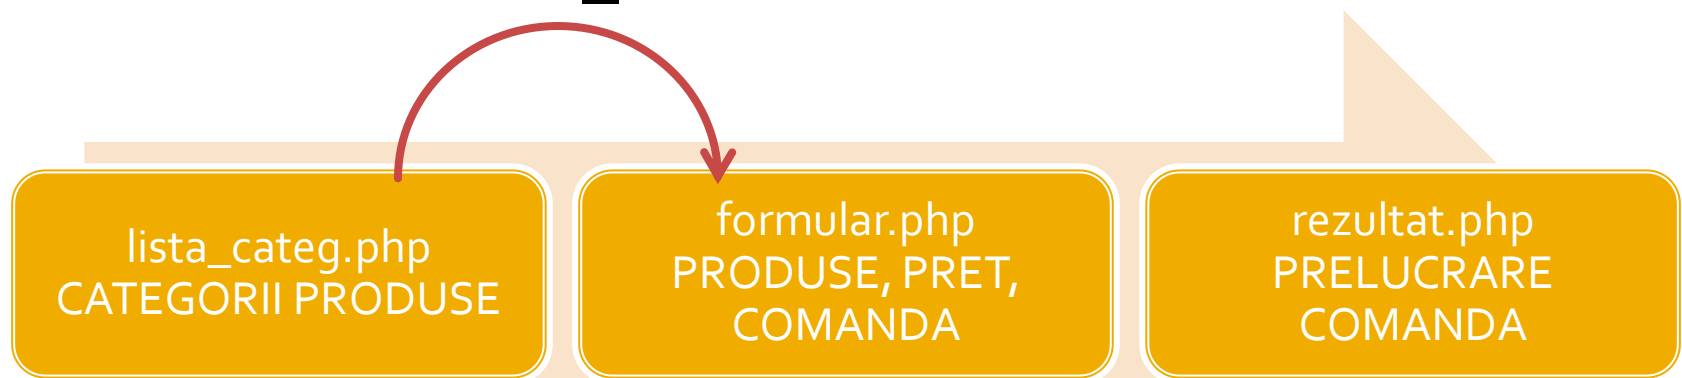 lista_categ.php
CATEGORII PRODUSE
formular.php
PRODUSE, PRET,
COMANDA
rezultat.php
PRELUCRARE
COMANDA